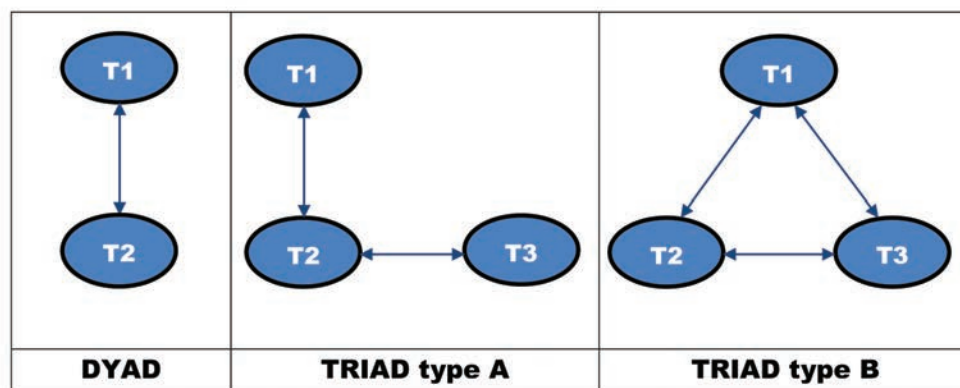 T1
T2
DYAD
T1
T2
T3
TRIAD type A
T1
T2
T3
TRIAD type B